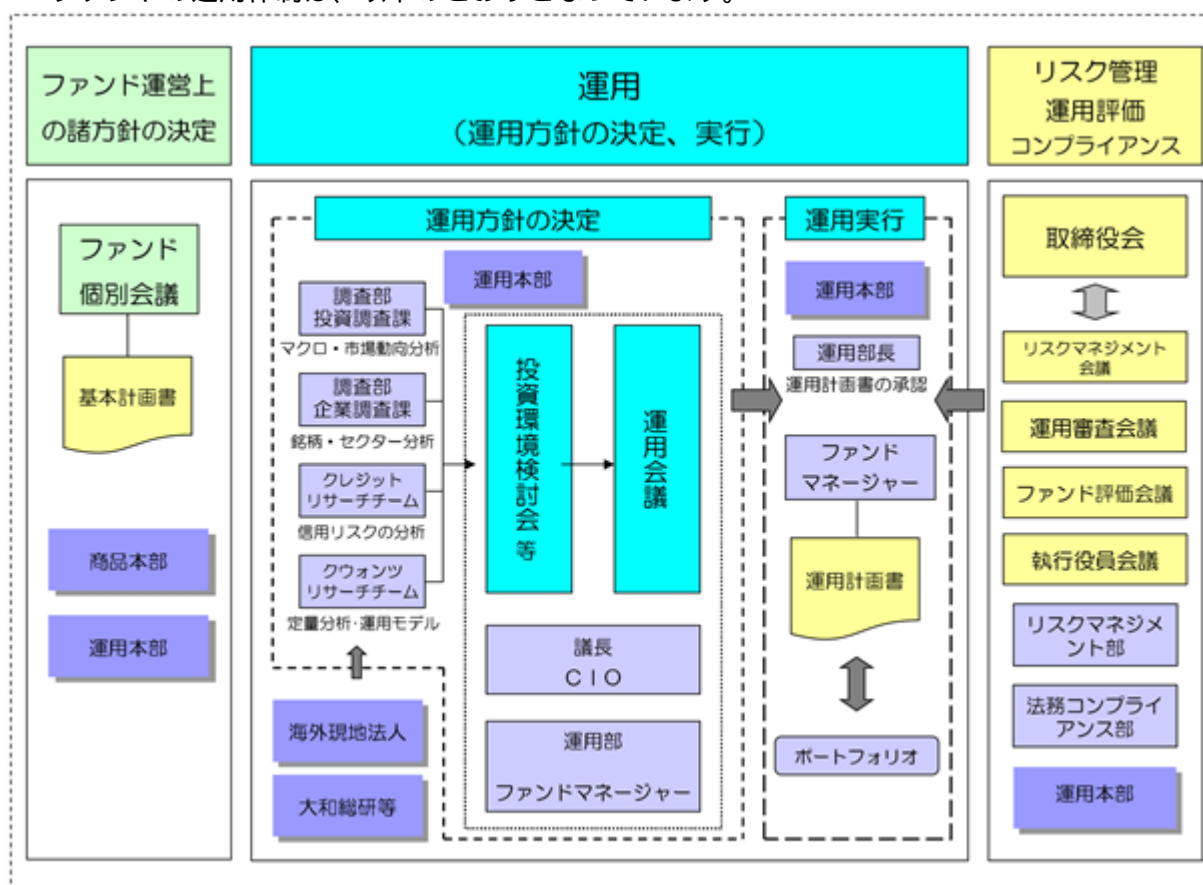 ファンド運営上
の諸方針の決定
運用
（運用方針の決定、実行）
リスク管理
運用評価
コンプライアンス
ファンド
個別会議
基本計画書
商品本部
運用本部
運用方針の決定
運用本部
調査部
投資調査課
マクロ・市場動向分析
調査部
企業調査課
銘柄・セクター分析
クレジット
リサーチチーム
信用リスクの分析
クウォンツ
リサーチチーム
定量分析・運用モデル
海外現地法人
大和総研等
投資環境検討会 等
運用会議
議長
ＣＩＯ
運用部
ファンドマネージャー
運用実行
運用本部
運用部長
運用計画書の承認
ファンド
マネージャー
運用計画書
ポートフォリオ
取締役会
リスクマネジメント
会議
運用審査会議
ファンド評価会議
執行役員会議
リスクマネジメ
ント部
法務コンプライ
アンス部
運用本部